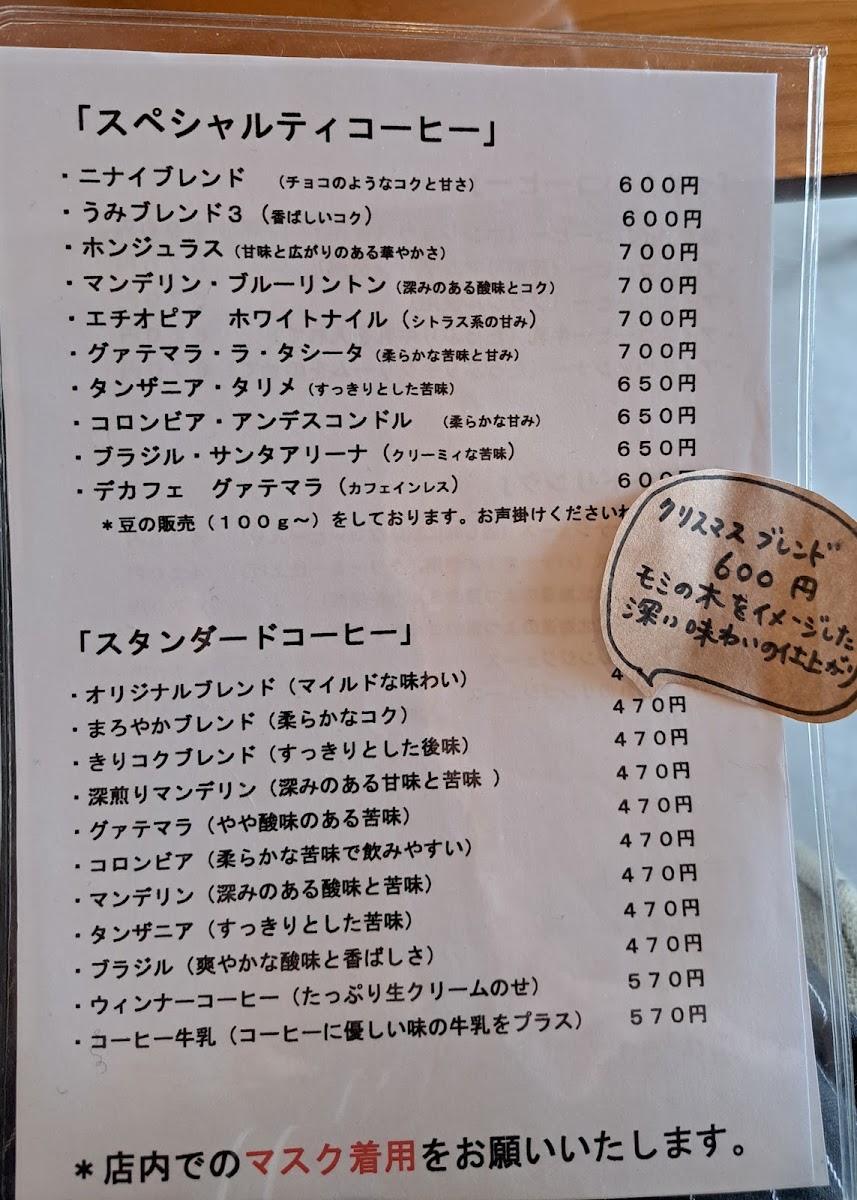 「スペシャルティコーヒー」
・ニナイブレンド　（チョコのようなコクと甘さ）　６００円
・うみブレンド３（香ばしいコク）　６００円
・ホンジュラス（甘味と広がりのある華やかさ）　７００円
・マンデリン・ブルーリントン（深みのある酸味とコク）　７００円
・エチオピア　ホワイトナイル（シトラス系の甘み）　７００円
・グァテマラ・ラ・タシータ（柔らかな苦味と甘み）　７００円
・タンザニア・タリメ（すっきりとした苦味）　６５０円
・コロンビア・アンデスコンドル　（柔らかな甘み）　６５０円
・ブラジル・サンタアリーナ（クリーミィな苦味）　６５０円
・デカフェ　グァテマラ（カフェインレス）　６００円
＊豆の販売（１００ｇ～）をしております。お声掛けくださいね
クリスマスブレンド
600円
モミの木をイメージした
深い味わいの仕上がり
「スタンダードコーヒー」
・オリジナルブレンド（マイルドな味わい）　４
・まろやかブレンド（柔らかなコク）　４７０円
・きりコクブレンド（すっきりとした後味）　４７０円
・深煎りマンデリン（深みのある甘味と苦味 ）　４７０円
・グァテマラ（やや酸味のある苦味）　４７０円
・コロンビア（柔らかな苦味で飲みやすい）　４７０円
・マンデリン（深みのある酸味と苦味）　４７０円
・タンザニア（すっきりとした苦味）　４７０円
・ブラジル（爽やかな酸味と香ばしさ）　４７０円
・ウィンナーコーヒー（たっぷり生クリームのせ）　５７０円
・コーヒー牛乳（コーヒーに優しい味の牛乳をプラス）　５７０円
＊店内でのマスク着用をお願いいたします。